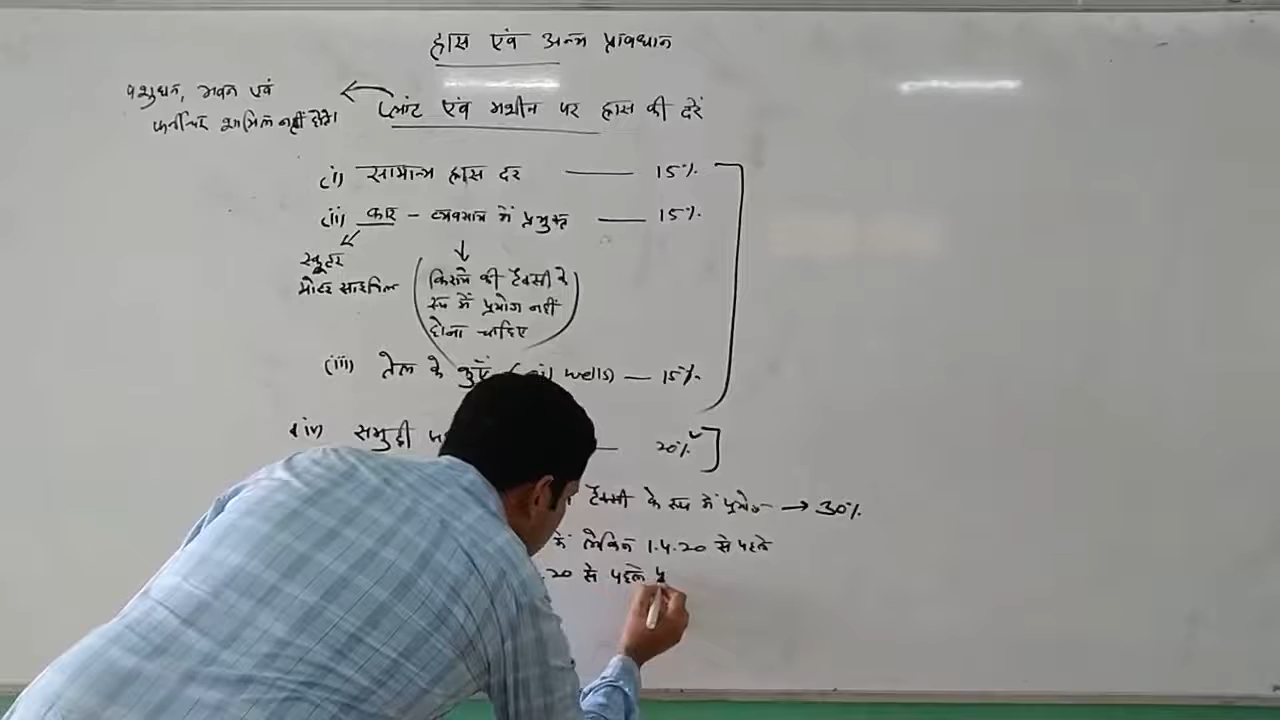 ह्रास एवं अन्य प्रावधान
पशुधन, भवन एवं
फर्नीचर शामिल नहीं होगा।
प्लांट एवं मशीन पर ह्रास की दरें
(i) सामान्य ह्रास दर — 15%
(ii) कार - व्यवसाय में प्रयुक्त — 15%.
स्कूटर
मोटर साइकिल
किराये की टैक्सी के
रूप में प्रयोग नहीं
होना चाहिए
(iii) तेल के कुएँ wells) — 15%.
(iv) समुद्री — 20%
टैक्सी के रूप में प्रयोग → 30%.
में लेकिन 1.4.20 से पहले
.20 से पहले